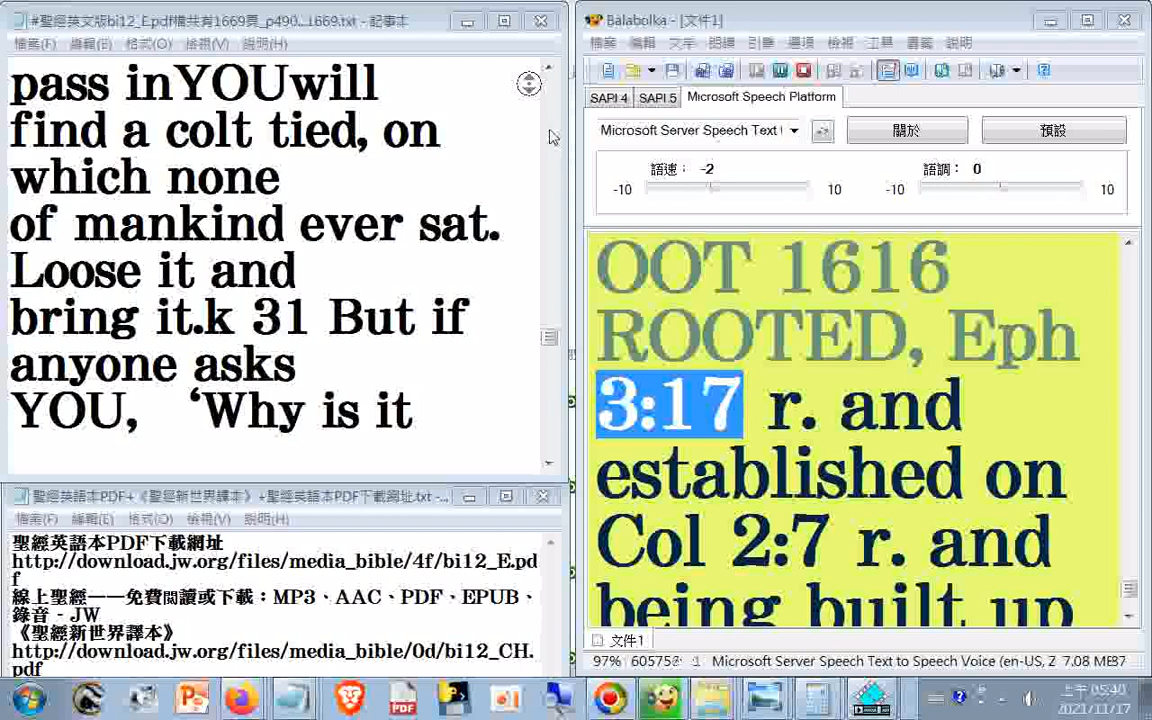 #聖經英文版bi12_E.pdf檔共有1669頁_p490...1669.txt - 記事本
檔案(F) 編輯(E) 格式(O) 檢視(V) 說明(H)
pass inYOUwill
find a colt tied, on
which none
of mankind ever sat.
Loose it and
bring it.k 31 But if
anyone asks
YOU, ‘Why is it
聖經英語本PDF+《聖經新世界譯本》+聖經英語本PDF下載網址.txt - ...
檔案(F) 編輯(E) 格式(O) 檢視(V) 說明(H)
聖經英語本PDF下載網址
http://download.jw.org/files/media_bible/4f/bi12_E.pd
f
線上聖經——免費閱讀或下載：MP3、AAC、PDF、EPUB、
錄音 - JW
《聖經新世界譯本》
http://download.jw.org/files/media_bible/0d/bi12_CH.
pdf
Balabolka - [文件1]
檔案 編輯 文字 朗讀 引擎 選項 檢視 工具 書籤 說明
SAPI 4 SAPI 5 Microsoft Speech Platform
Microsoft Server Speech Text 關於 預設
語速： -2 語調： 0
-10 10 -10 10
OOT 1616
ROOTED, Eph
3:17 r. and
established on
Col 2:7 r. and
being built up
文件1
97% Microsoft Server Speech Text to Speech Voice (en-US, Z 7.08 MB
上午 05:40
2021/11/17